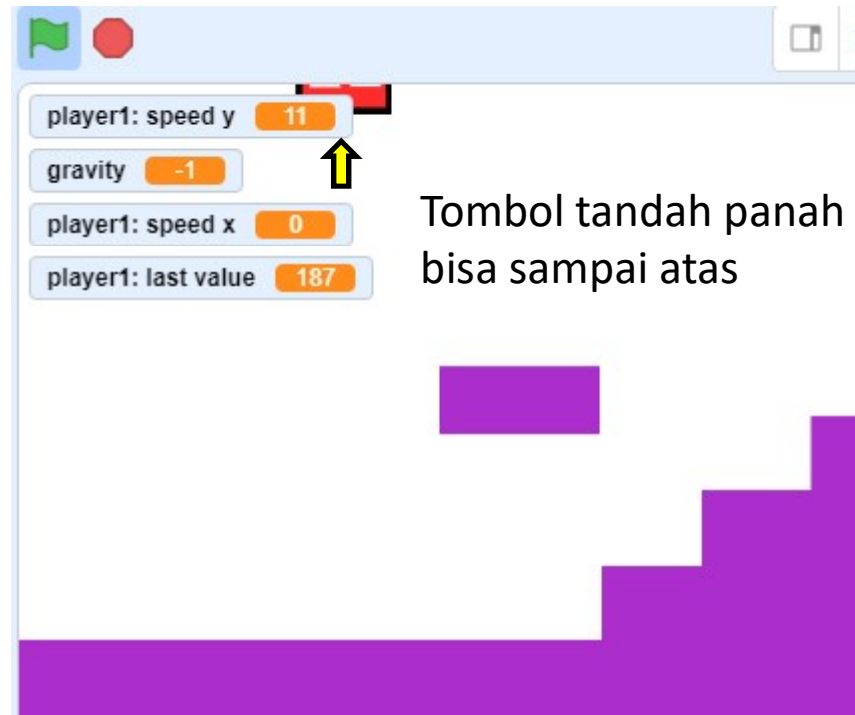 player1: speed y 11
gravity -1
player1: speed x 0
player1: last value 187
Tombol tandah panah
bisa sampai atas